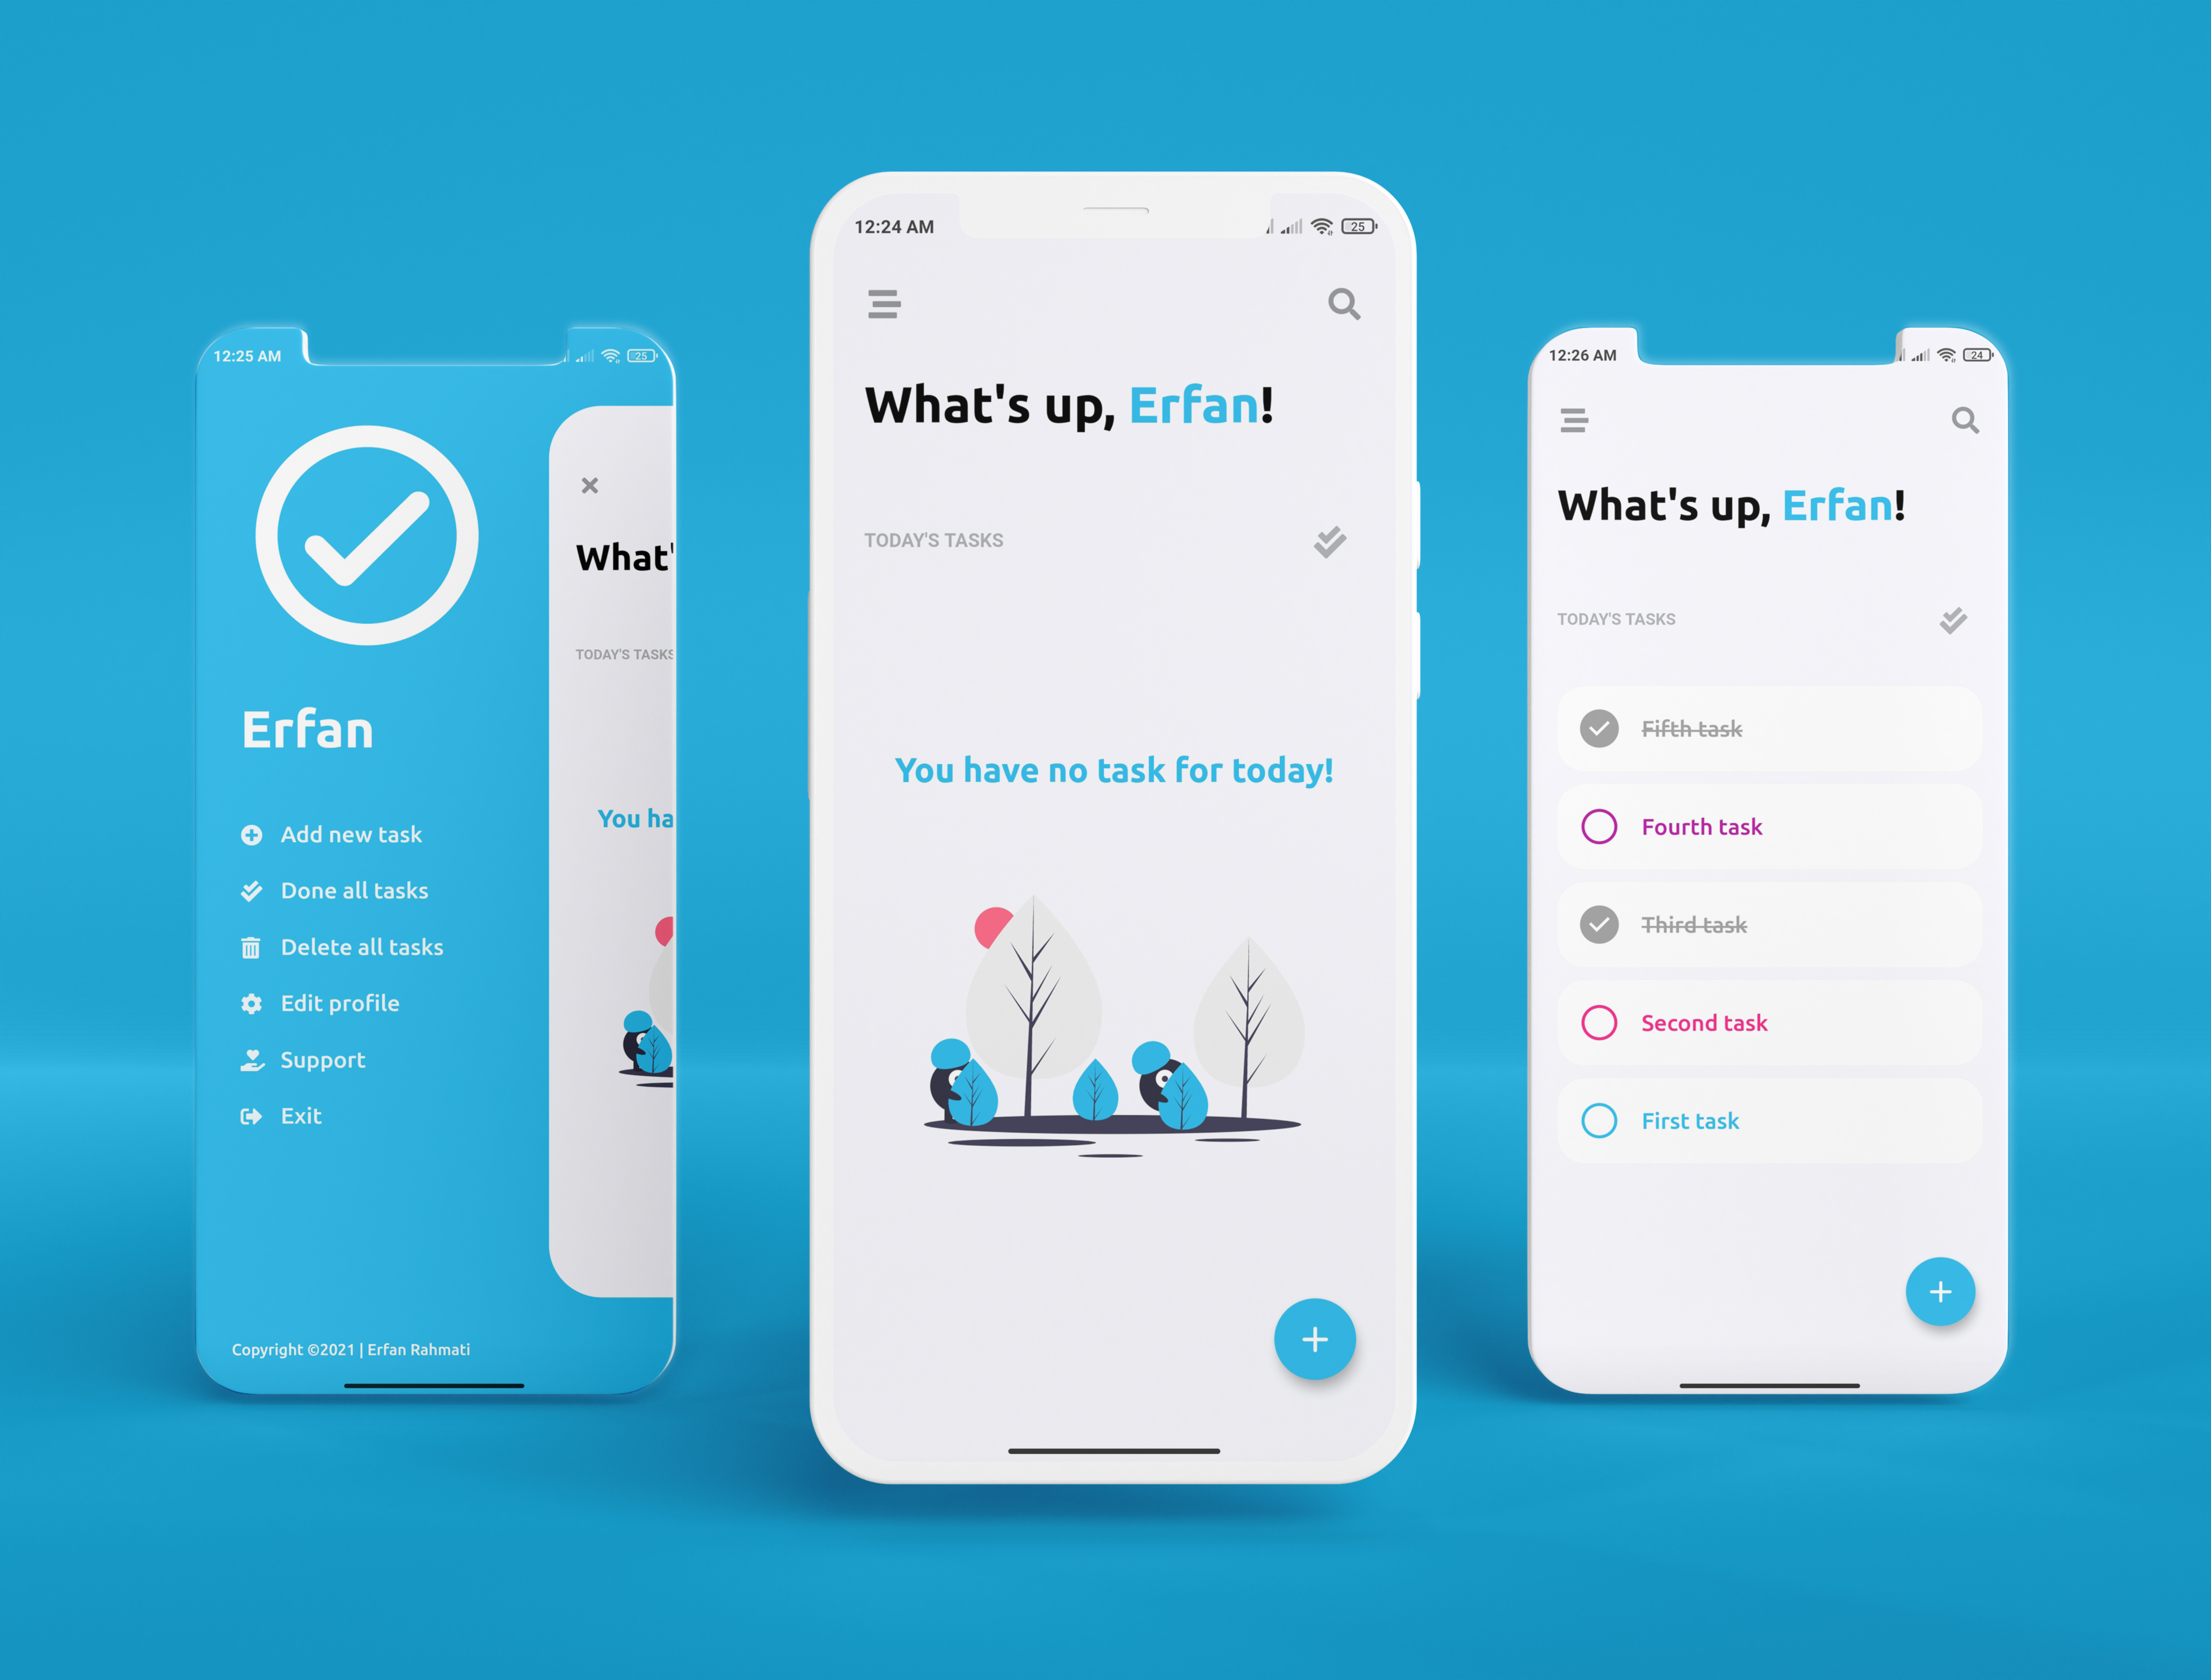 12:25 AM
25
What'
TODAY'S TASKS
You ha
Erfan
Add new task
Done all tasks
Delete all tasks
Edit profile
Support
Exit
Copyright ©2021 | Erfan Rahmati
12:24 AM
25
What's up, Erfan!
TODAY'S TASKS
You have no task for today!
12:26 AM
24
What's up, Erfan!
TODAY'S TASKS
Fifth task
Fourth task
Third task
Second task
First task